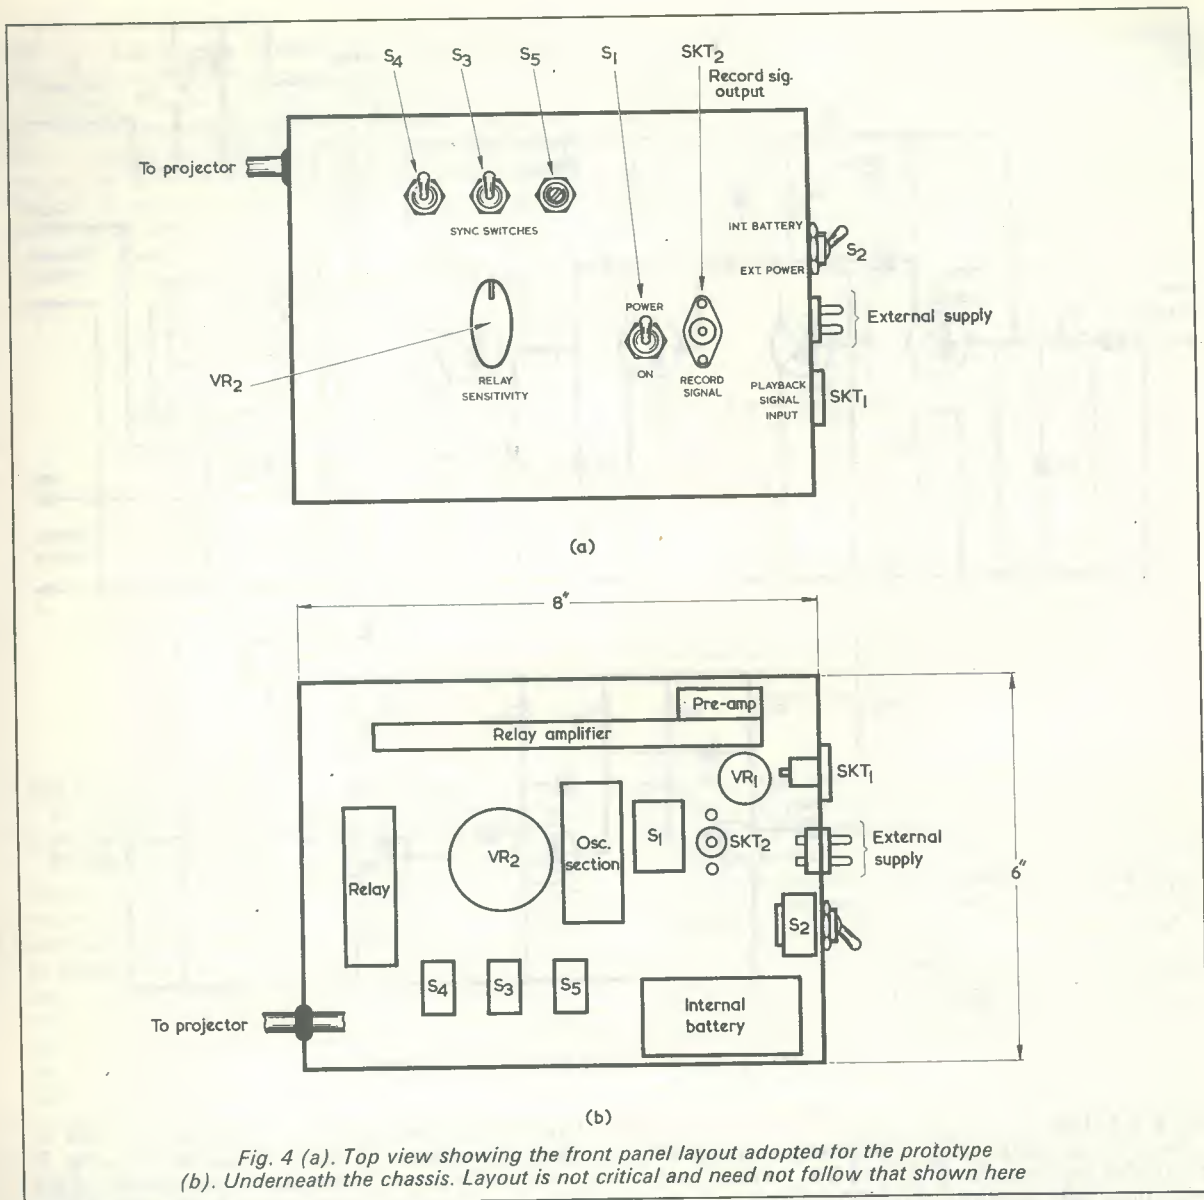 S4 S3 S5 S1 SKT2
Record sig.
output
To projector
SYNC SWITCHES
INT. BATTERY
S2
EXT. POWER
POWER
External supply
VR2
RELAY
SENSITIVITY
ON
RECORD
SIGNAL
PLAYBACK
SIGNAL
INPUT
SKT1
(a)
8"
Pre-amp
Relay amplifier
VR1
SKT1
S1
SKT2
External
supply
VR2
Osc.
section
6"
Relay
S2
S4 S3 S5
Internal
battery
To projector
(b)
Fig. 4 (a). Top view showing the front panel layout adopted for the prototype
(b). Underneath the chassis. Layout is not critical and need not follow that shown here